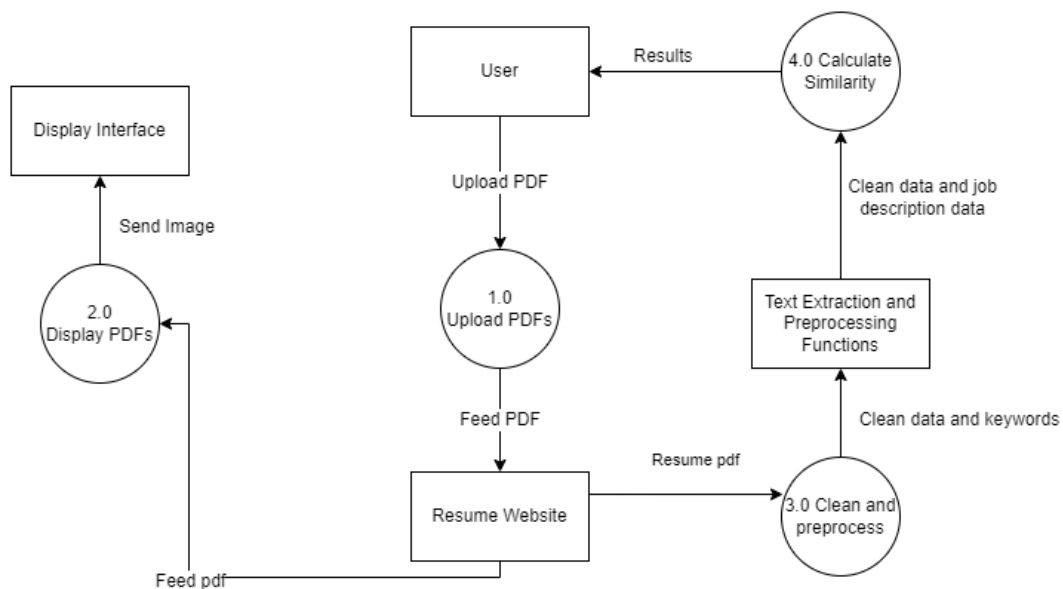 User
Results
4.0 Calculate
Similarity
Display Interface
Upload PDF
Clean data and job
description data
Send Image
2.0
Display PDFs
1.0
Upload PDFs
Text Extraction and
Preprocessing
Functions
Feed PDF
Clean data and keywords
Resume pdf
Resume Website
3.0 Clean and
preprocess
Feed pdf